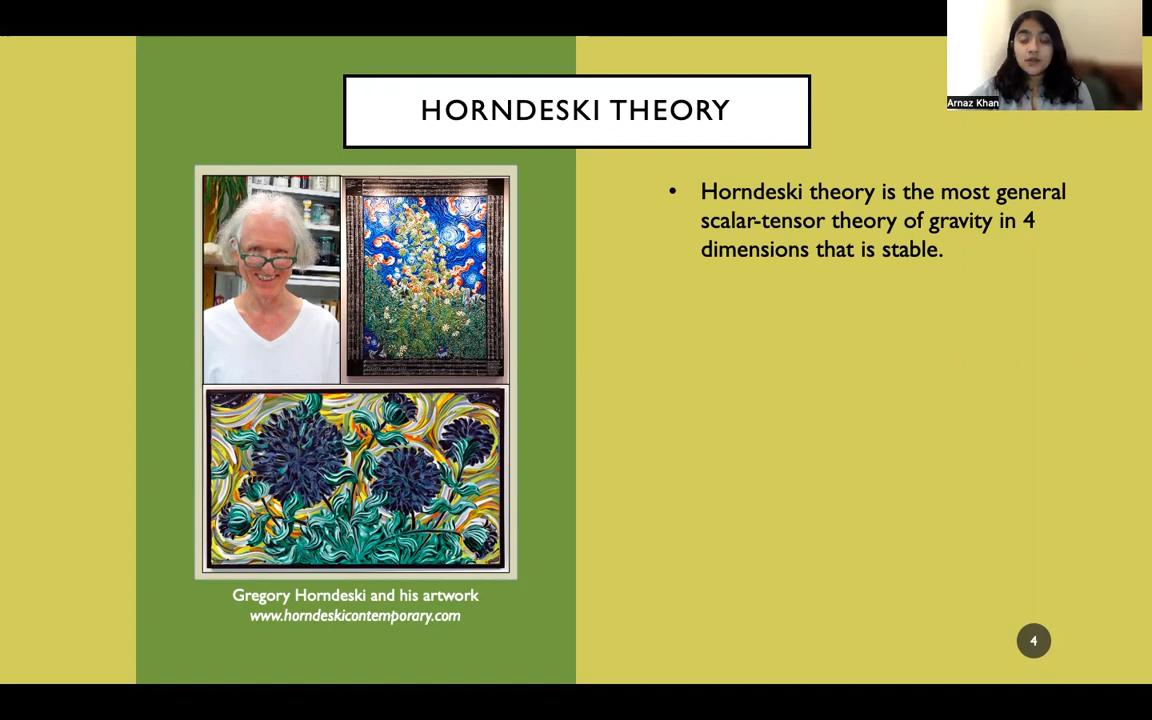 HORNDESKI THEORY
Arnaz Khan
• Horndeski theory is the most general
scalar-tensor theory of gravity in 4
dimensions that is stable.
Gregory Horndeski and his artwork
www.horndeskicontemporary.com
4